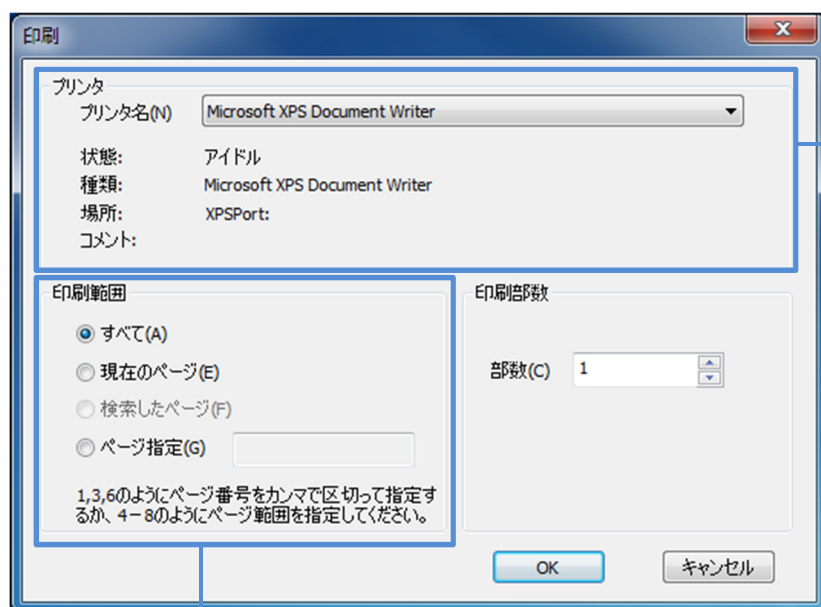 印刷
プリンタ
プリンタ名(N) Microsoft XPS Document Writer
状態: アイドル
種類: Microsoft XPS Document Writer
場所: XPSPort:
コメント:
印刷範囲
すべて(A)
現在のページ(E)
検索したページ(F)
ページ指定(G)
1,3,6のようにページ番号をカンマで区切って指定す
るか、4－8のようにページ範囲を指定してください。
印刷部数
部数(C) 1
OK キャンセル